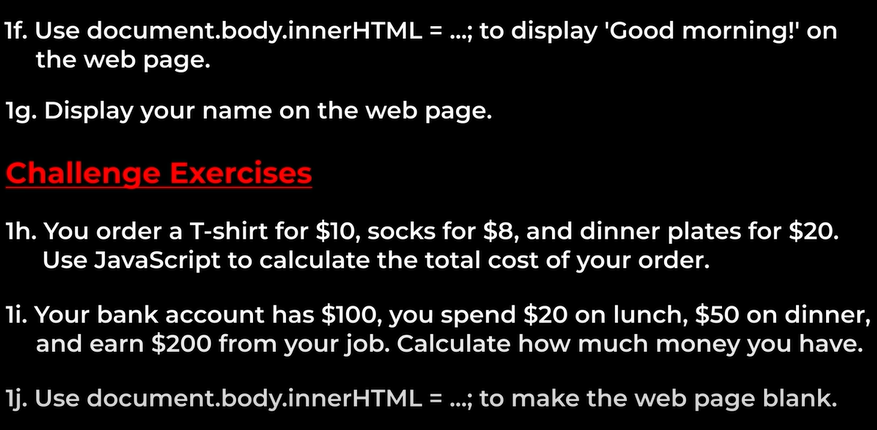 1f. Use document.body.innerHTML = ...; to display 'Good morning!' on
the web page.
1g. Display your name on the web page.
Challenge Exercises
1h. You order a T-shirt for $10, socks for $8, and dinner plates for $20.
Use JavaScript to calculate the total cost of your order.
1i. Your bank account has $100, you spend $20 on lunch, $50 on dinner,
and earn $200 from your job. Calculate how much money you have.
1j. Use document.body.innerHTML = ...; to make the web page blank.